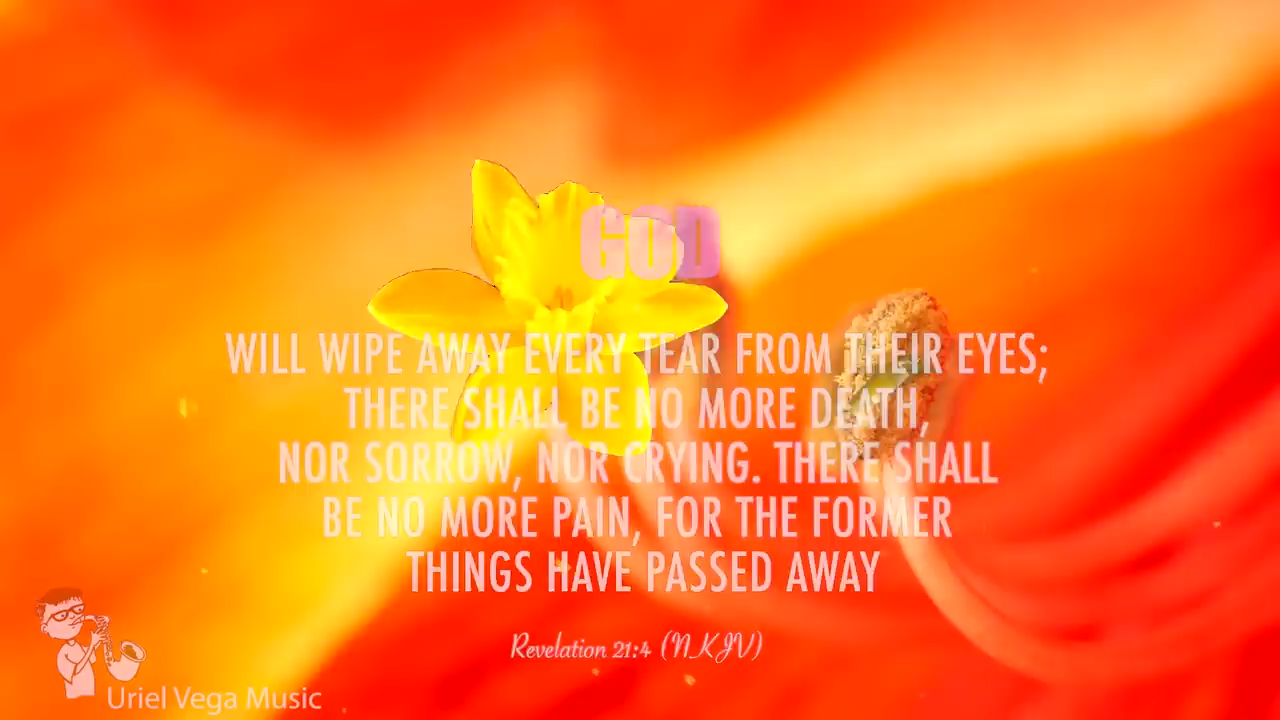 GOD
WILL WIPE AWAY EVERY TEAR FROM THEIR EYES;
THERE SHALL BE NO MORE DEATH,
NOR SORROW, NOR CRYING. THERE SHALL
BE NO MORE PAIN, FOR THE FORMER
THINGS HAVE PASSED AWAY
Revelation 21:4 (NKJV)
Uriel Vega Music